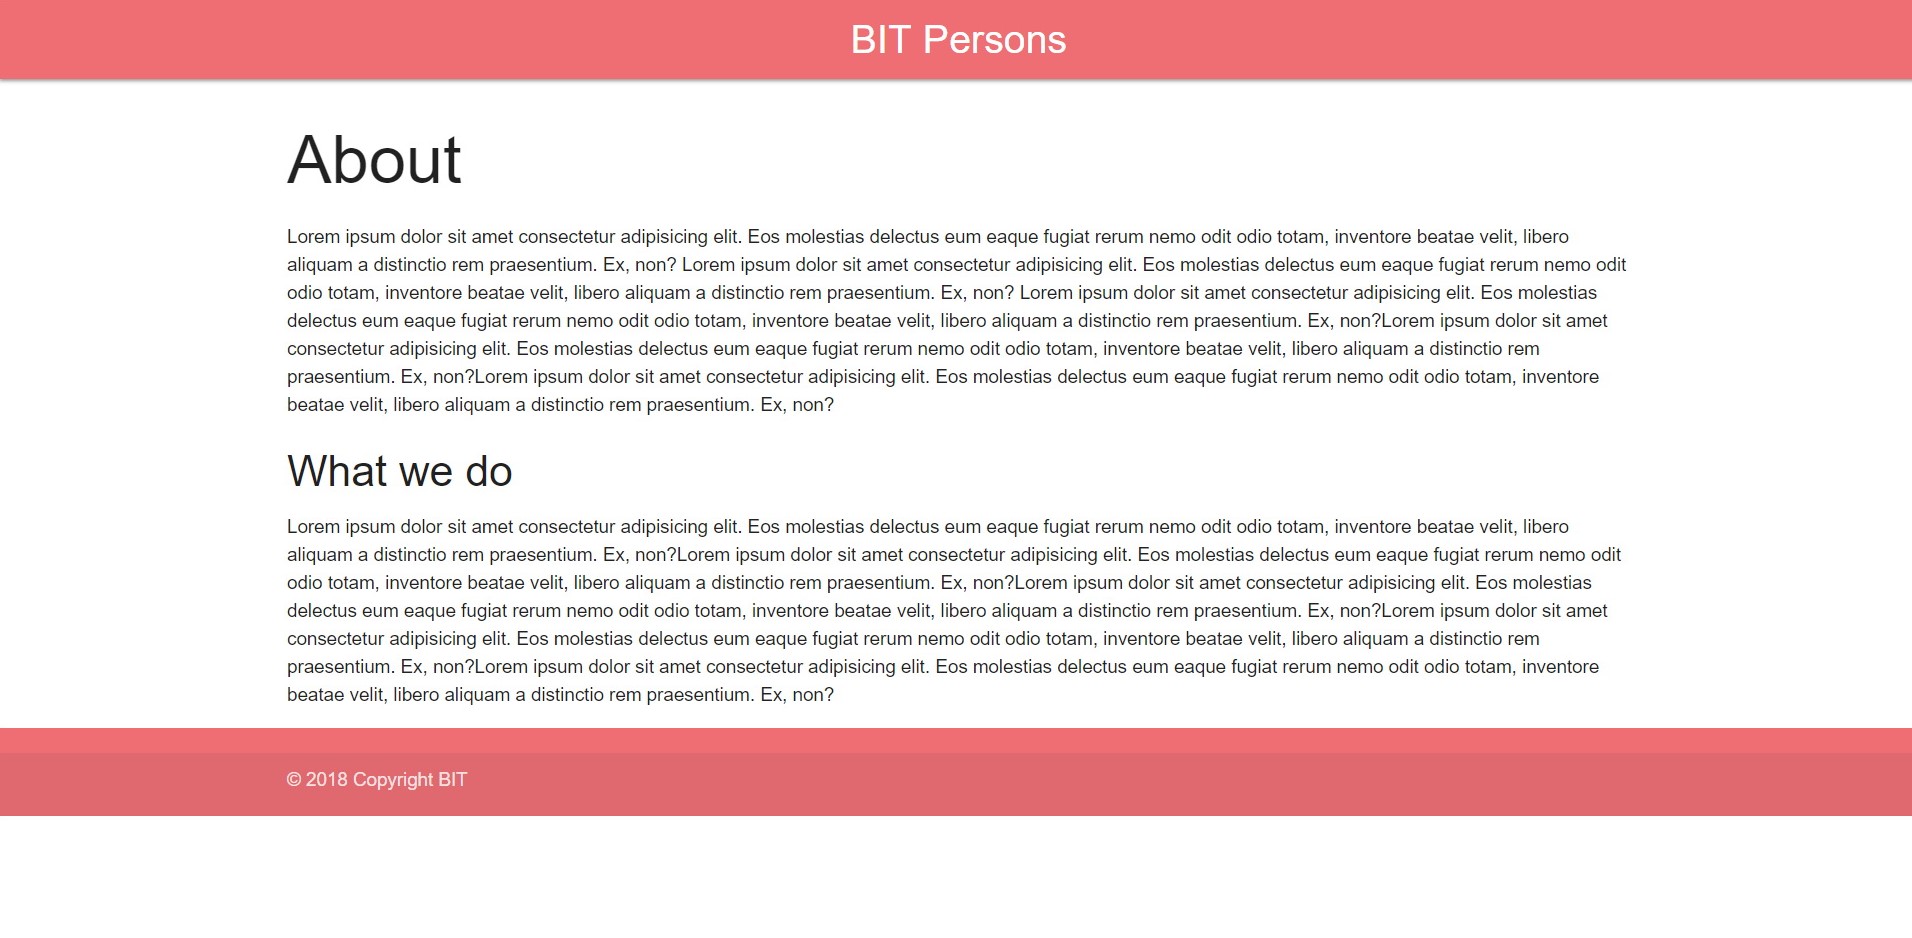 BIT Persons
About
Lorem ipsum dolor sit amet consectetur adipisicing elit. Eos molestias delectus eum eaque fugiat rerum nemo odit odio totam, inventore beatae velit, libero
aliquam a distinctio rem praesentium. Ex, non? Lorem ipsum dolor sit amet consectetur adipisicing elit. Eos molestias delectus eum eaque fugiat rerum nemo odit
odio totam, inventore beatae velit, libero aliquam a distinctio rem praesentium. Ex, non? Lorem ipsum dolor sit amet consectetur adipisicing elit. Eos molestias
delectus eum eaque fugiat rerum nemo odit odio totam, inventore beatae velit, libero aliquam a distinctio rem praesentium. Ex, non?Lorem ipsum dolor sit amet
consectetur adipisicing elit. Eos molestias delectus eum eaque fugiat rerum nemo odit odio totam, inventore beatae velit, libero aliquam a distinctio rem
praesentium. Ex, non?Lorem ipsum dolor sit amet consectetur adipisicing elit. Eos molestias delectus eum eaque fugiat rerum nemo odit odio totam, inventore
beatae velit, libero aliquam a distinctio rem praesentium. Ex, non?
What we do
Lorem ipsum dolor sit amet consectetur adipisicing elit. Eos molestias delectus eum eaque fugiat rerum nemo odit odio totam, inventore beatae velit, libero
aliquam a distinctio rem praesentium. Ex, non?Lorem ipsum dolor sit amet consectetur adipisicing elit. Eos molestias delectus eum eaque fugiat rerum nemo odit
odio totam, inventore beatae velit, libero aliquam a distinctio rem praesentium. Ex, non?Lorem ipsum dolor sit amet consectetur adipisicing elit. Eos molestias
delectus eum eaque fugiat rerum nemo odit odio totam, inventore beatae velit, libero aliquam a distinctio rem praesentium. Ex, non?Lorem ipsum dolor sit amet
consectetur adipisicing elit. Eos molestias delectus eum eaque fugiat rerum nemo odit odio totam, inventore beatae velit, libero aliquam a distinctio rem
praesentium. Ex, non?Lorem ipsum dolor sit amet consectetur adipisicing elit. Eos molestias delectus eum eaque fugiat rerum nemo odit odio totam, inventore
beatae velit, libero aliquam a distinctio rem praesentium. Ex, non?
© 2018 Copyright BIT